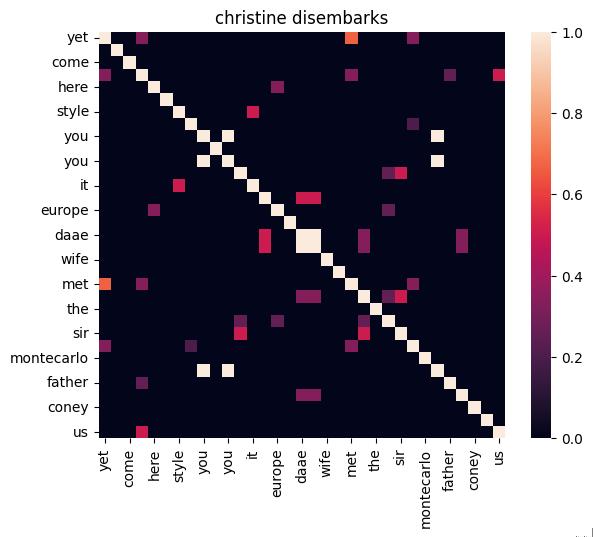 christine disembarks
yet
come
here
style
you
you
it
europe
daae
wife
met
the
sir
montecarlo
father
coney
us
1.0
0.8
0.6
0.4
0.2
0.0
yet
come
here
style
you
you
it
europe
daae
wife
met
the
sir
montecarlo
father
coney
us